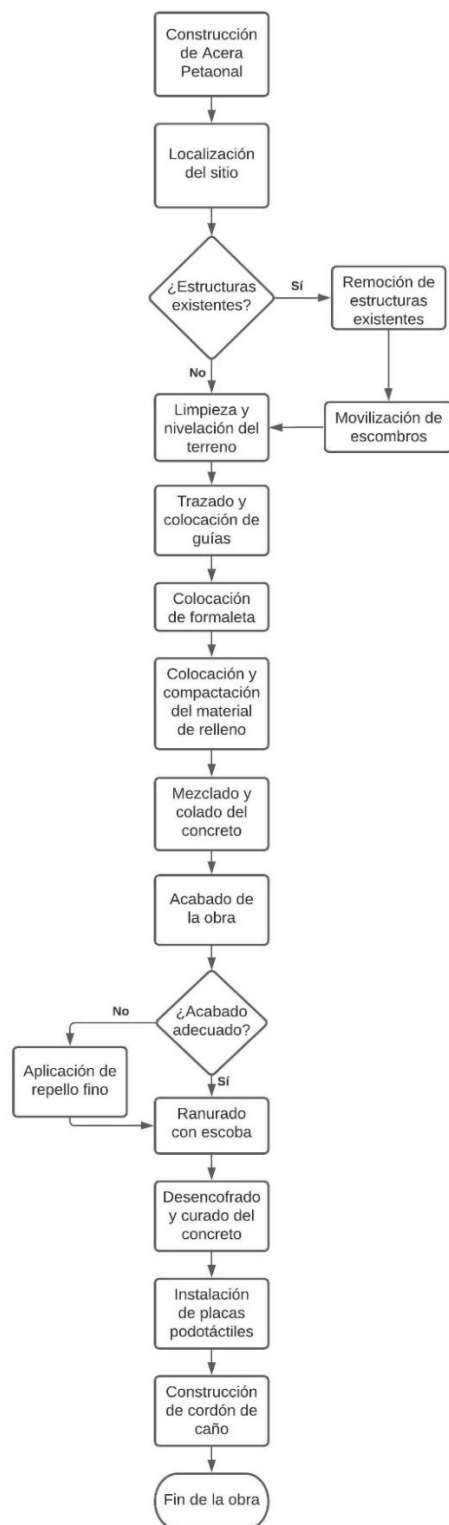 Construcción
de Acera
Petaonal
Localización
del sitio
¿Estructuras
existentes?
Sí
Remoción de
estructuras
existentes
No
Movilización de
escombros
Limpieza y
nivelación del
terreno
Trazado y
colocación de
guías
Colocación
de formaleta
Colocación y
compactación
del material
de relleno
Mezclado y
colado del
concreto
Acabado de
la obra
¿Acabado
adecuado?
No
Aplicación de
repello fino
Sí
Ranurado
con escoba
Desencofrado
y curado del
concreto
Instalación
de placas
podotáctiles
Construcción
de cordón de
caño
Fin de la obra